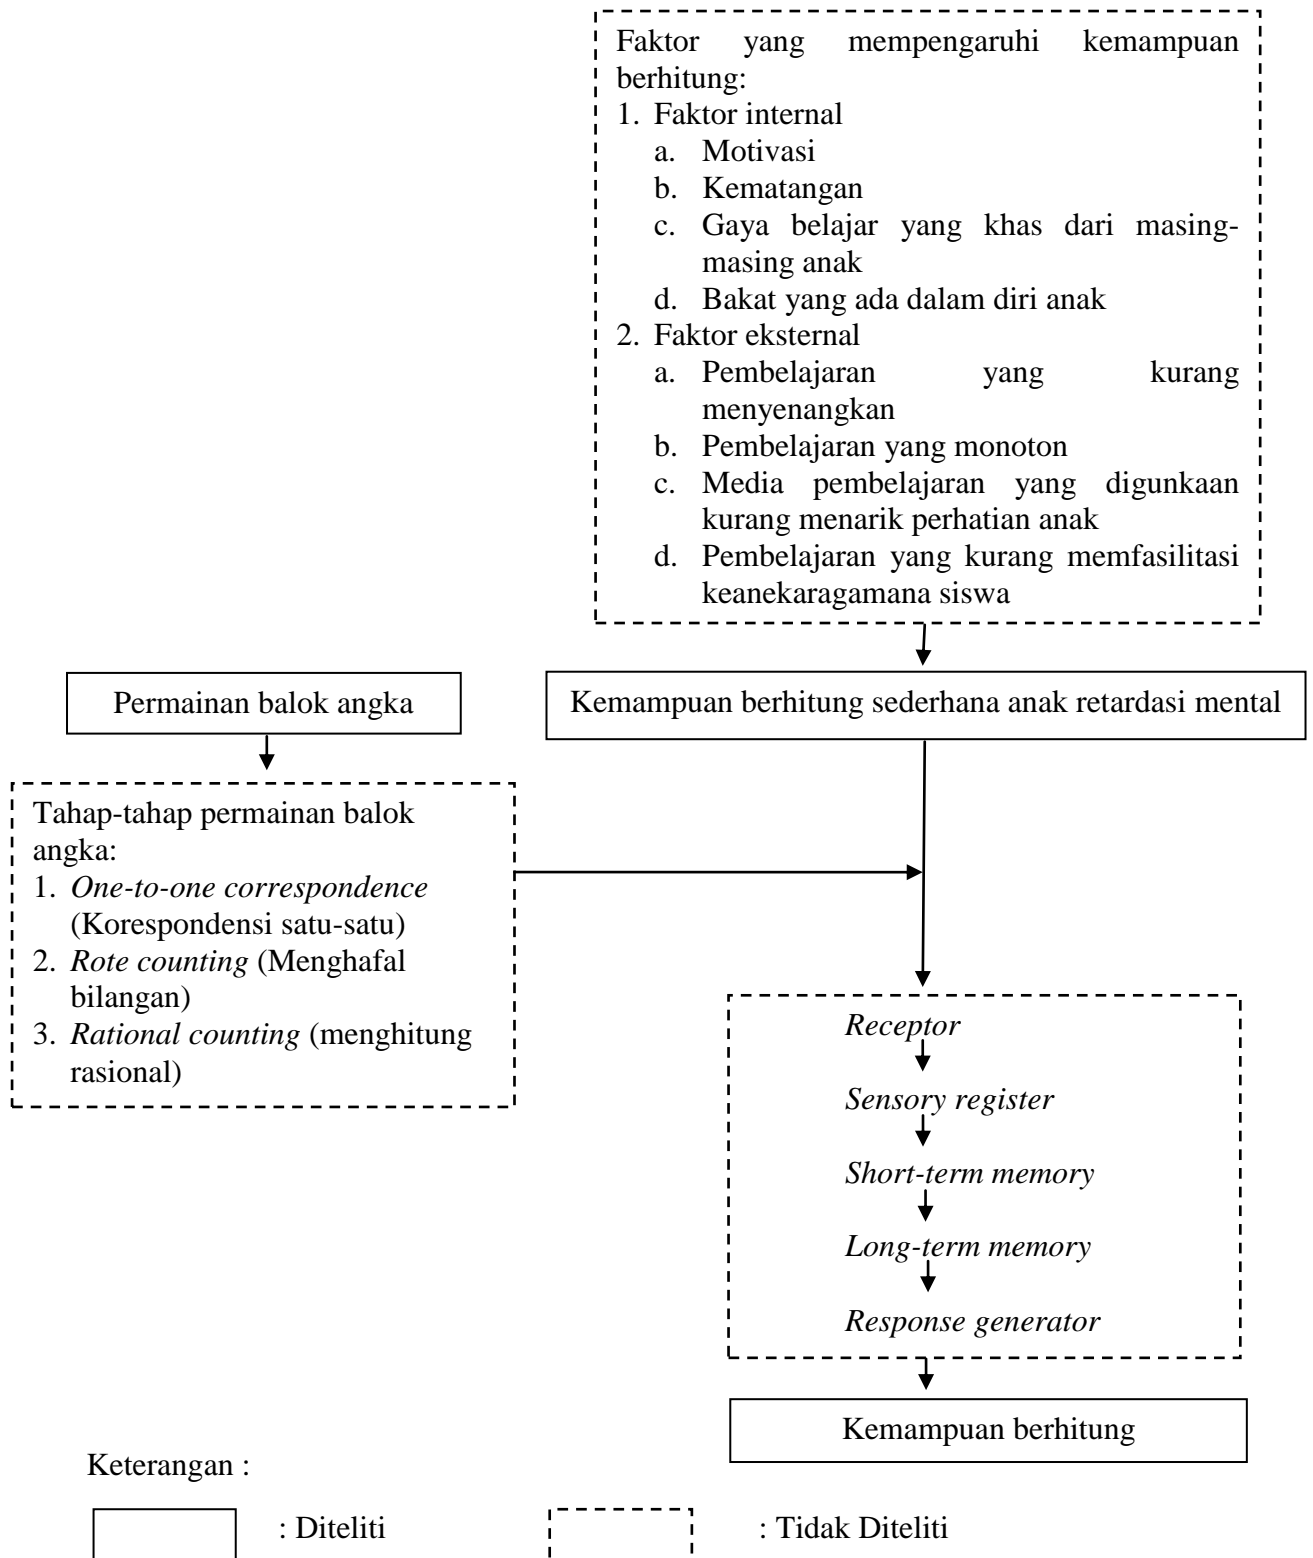 Faktor yang mempengaruhi kemampuan
berhitung:
1. Faktor internal
a. Motivasi
b. Kematangan
c. Gaya belajar yang khas dari masing-
masing anak
d. Bakat yang ada dalam diri anak
2. Faktor eksternal
a. Pembelajaran yang kurang
menyenangkan
b. Pembelajaran yang monoton
c. Media pembelajaran yang digunkaan
kurang menarik perhatian anak
d. Pembelajaran yang kurang memfasilitasi
keanekaragamana siswa
Permainan balok angka
Kemampuan berhitung sederhana anak retardasi mental
Tahap-tahap permainan balok
angka:
1. One-to-one correspondence
(Korespondensi satu-satu)
2. Rote counting (Menghafal
bilangan)
3. Rational counting (menghitung
rasional)
Receptor
Sensory register
Short-term memory
Long-term memory
Response generator
Kemampuan berhitung
Keterangan :
: Diteliti
: Tidak Diteliti